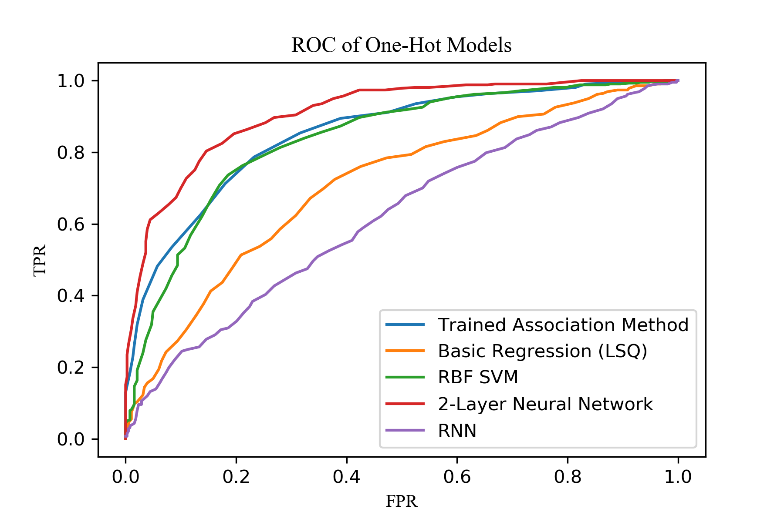 ROC of One-Hot Models
TPR
1.0
0.8
0.6
0.4
0.2
0.0
Trained Association Method
Basic Regression (LSQ)
RBF SVM
2-Layer Neural Network
RNN
0.0 0.2 0.4 0.6 0.8 1.0
FPR